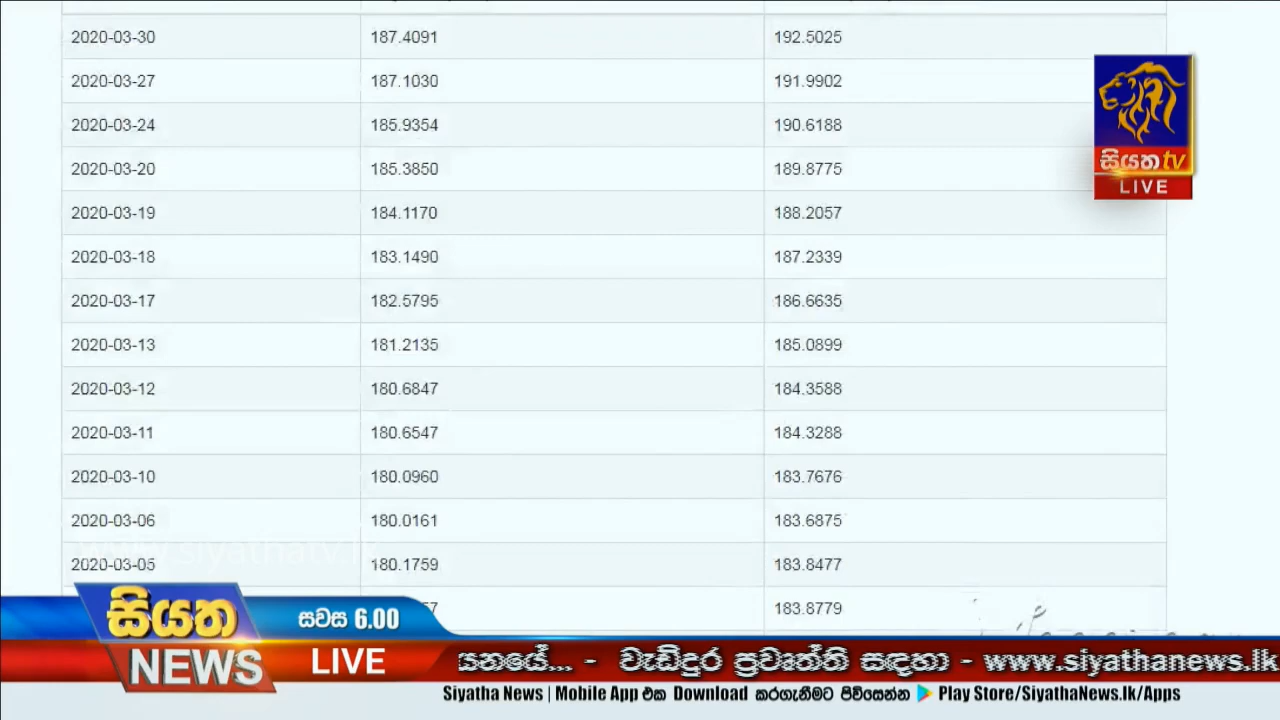 2020-03-30 187.4091 192.5025
2020-03-27 187.1030 191.9902
2020-03-24 185.9354 190.6188
2020-03-20 185.3850 189.8775
2020-03-19 184.1170 188.2057
2020-03-18 183.1490 187.2339
2020-03-17 182.5795 186.6635
2020-03-13 181.2135 185.0899
2020-03-12 180.6847 184.3588
2020-03-11 180.6547 184.3288
2020-03-10 180.0960 183.7676
2020-03-06 180.0161 183.6875
2020-03-05 180.1759 183.8477
183.8779
සියත tv
LIVE
www.siyathatv.lk
සියත
NEWS
සවස 6.00
LIVE
යනයේ... - වැඩිදුර ප්‍රවෘත්ති සඳහා - www.siyathanews.lk
Siyatha News | Mobile App එක Download කරගැනීමට පිවිසෙන්න Play Store/SiyathaNews.lk/Apps